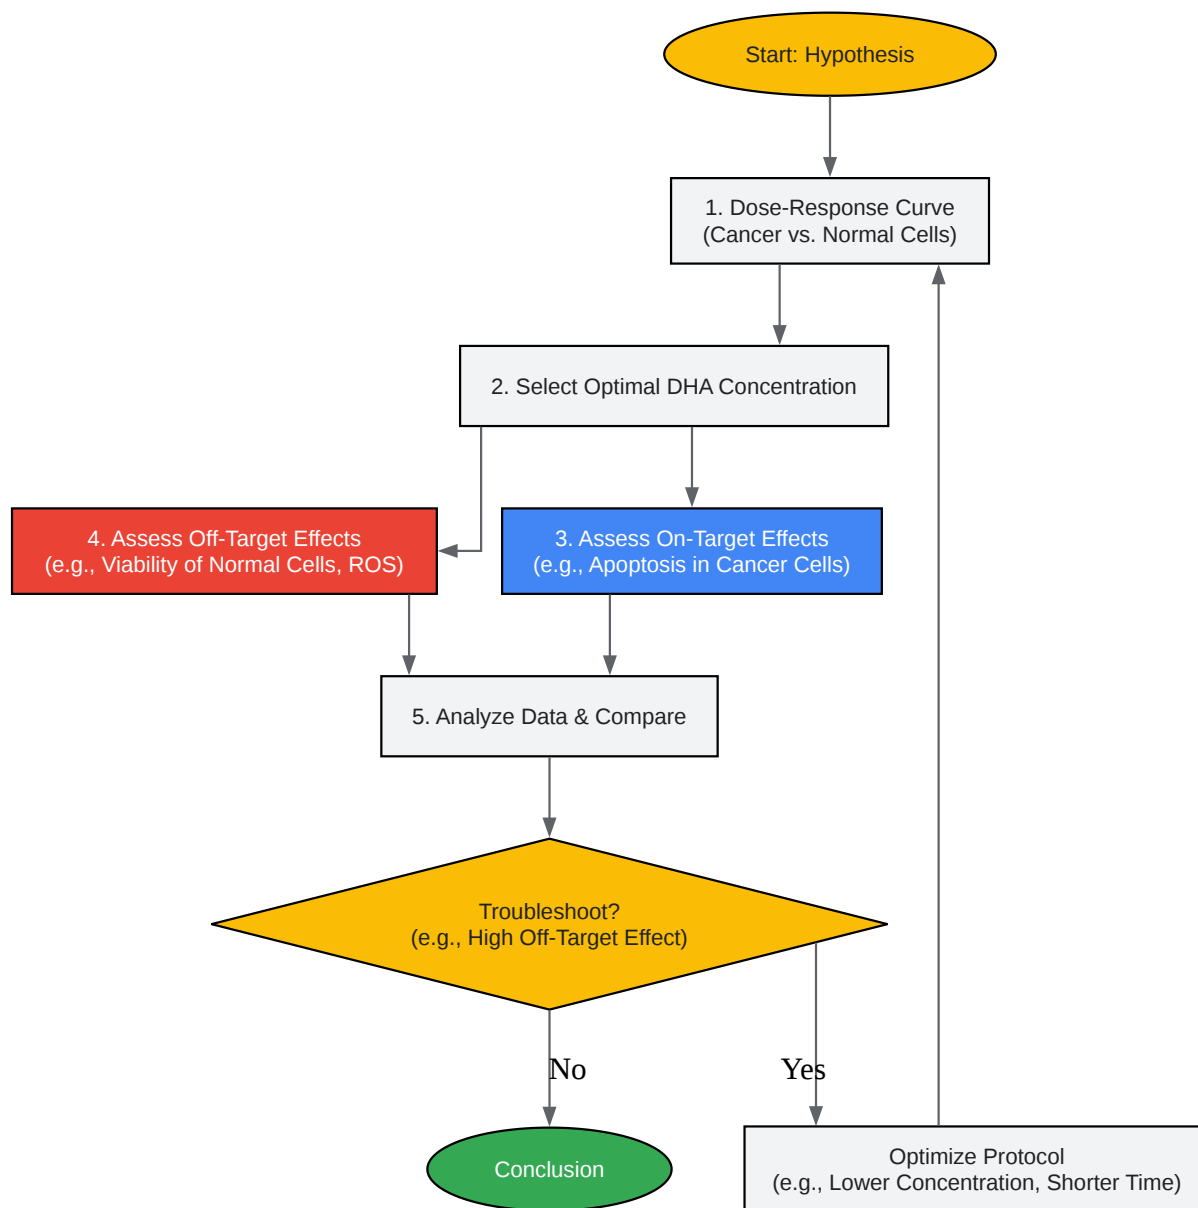 Start: Hypothesis
1. Dose-Response Curve
(Cancer vs. Normal Cells)
2. Select Optimal DHA Concentration
4. Assess Off-Target Effects
(e.g., Viability of Normal Cells, ROS)
3. Assess On-Target Effects
(e.g., Apoptosis in Cancer Cells)
5. Analyze Data & Compare
Troubleshoot?
(e.g., High Off-Target Effect)
No
Yes
Conclusion
Optimize Protocol
(e.g., Lower Concentration, Shorter Time)